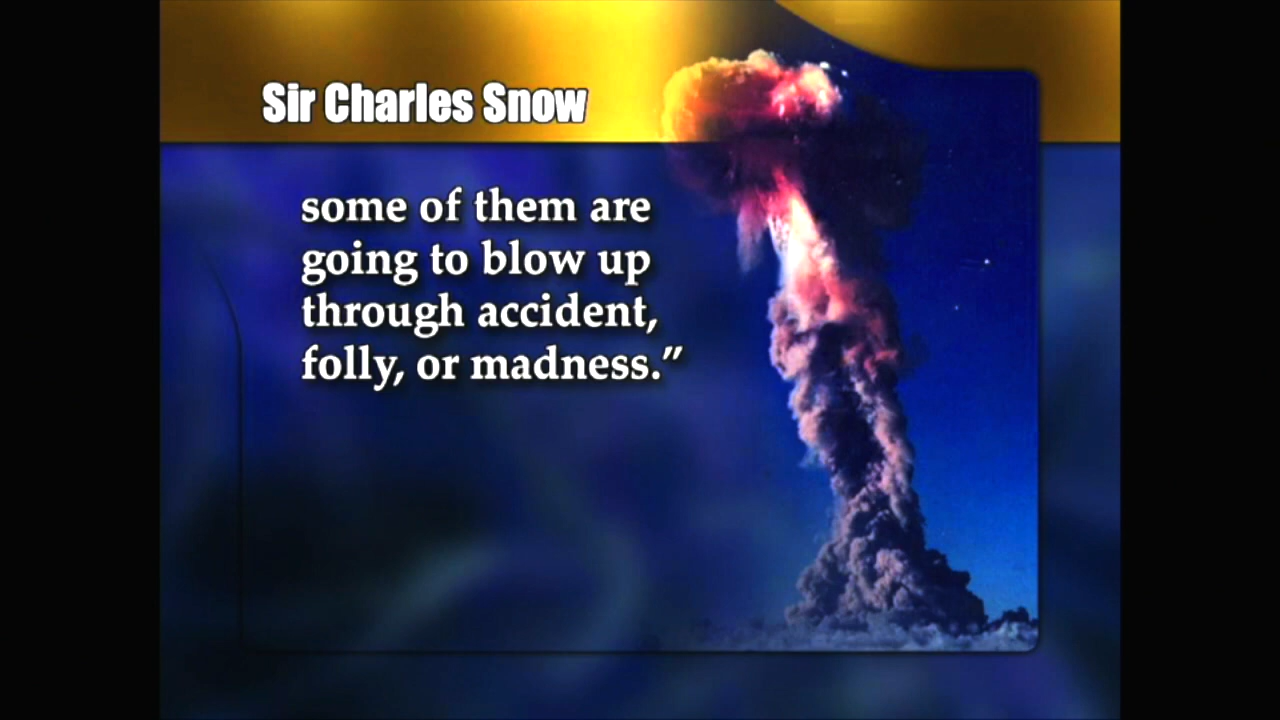 Sir Charles Snow
some of them are
going to blow up
through accident,
folly, or madness.”